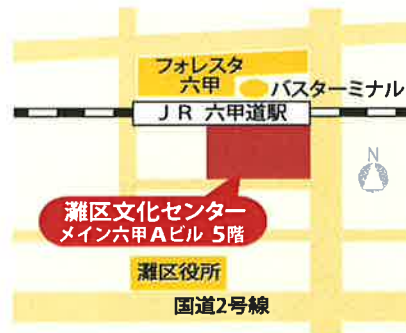 フォレスタ
六甲
バスターミナル
JR 六甲道駅
N
灘区文化センター
メイン六甲Aビル 5階
灘区役所
国道2号線